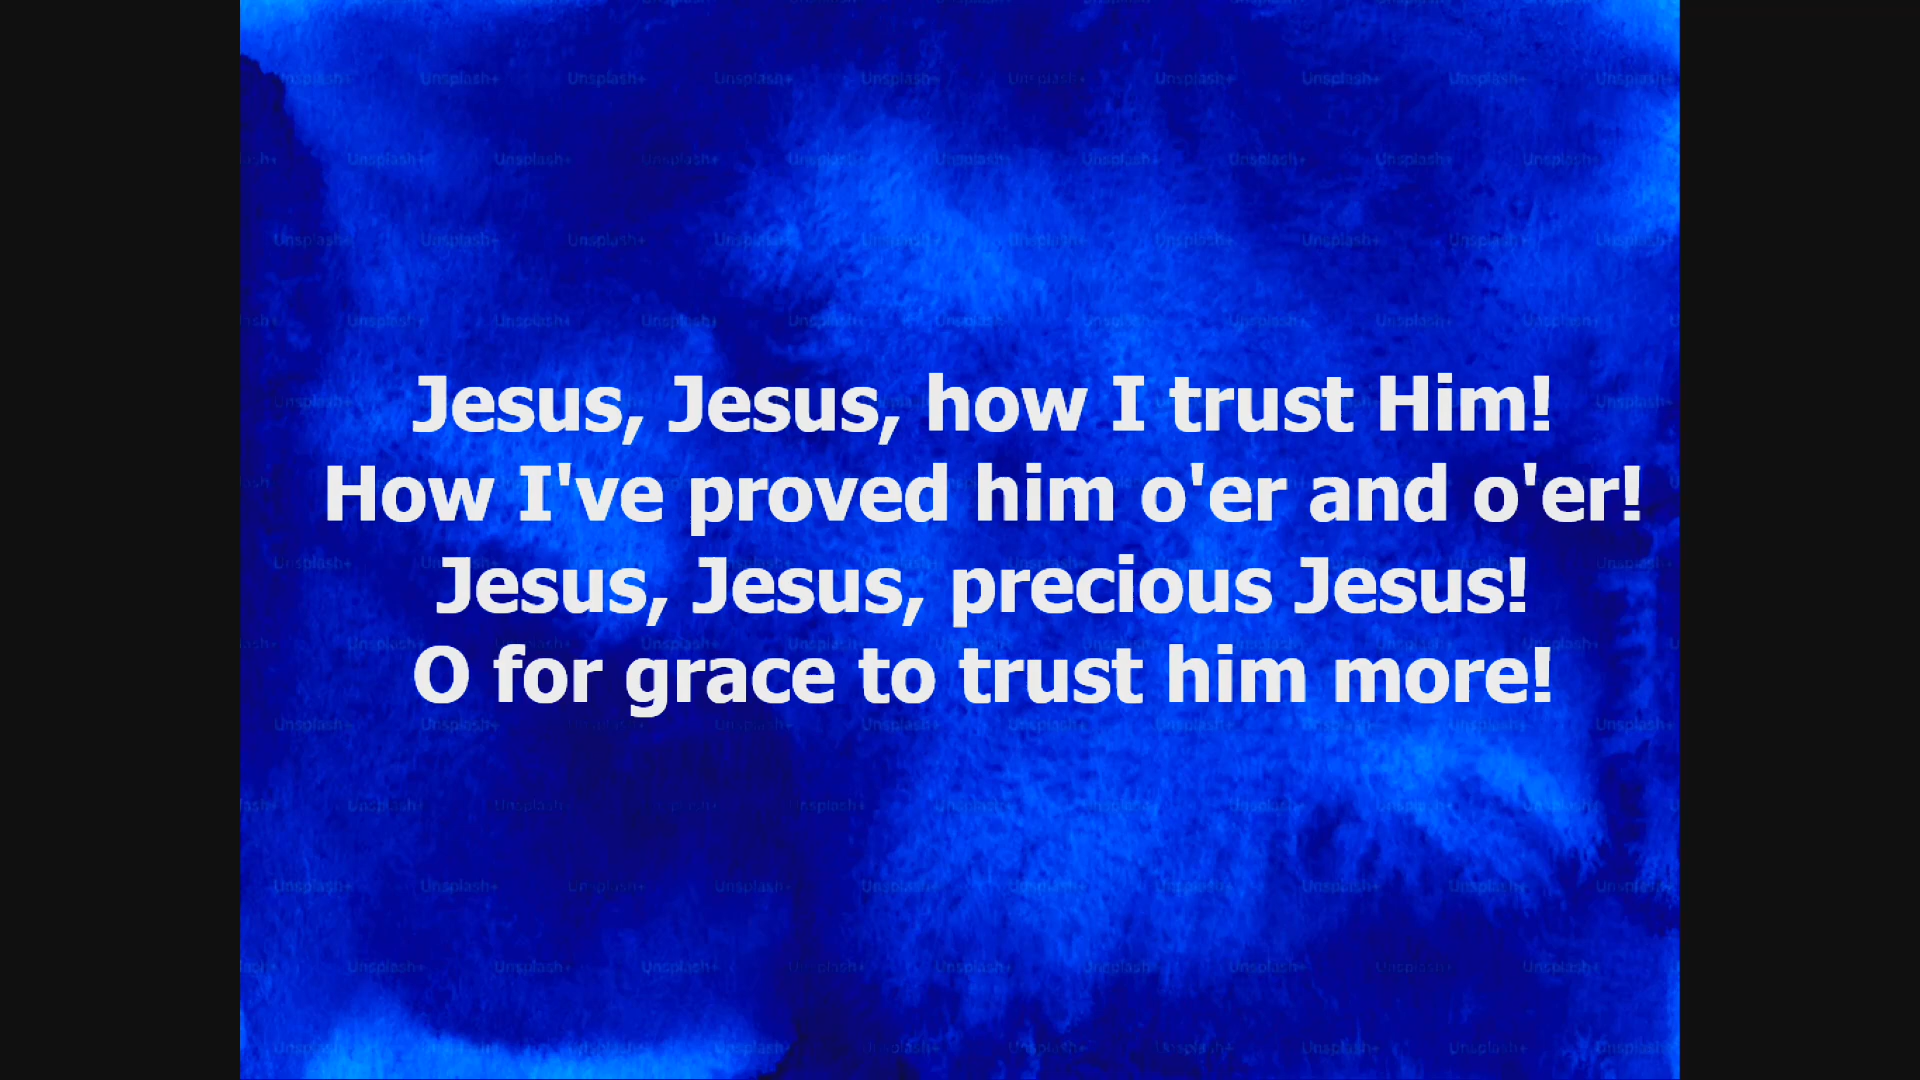 Jesus, Jesus, how I trust Him!
How I've proved him o'er and o'er!
Jesus, Jesus, precious Jesus!
O for grace to trust him more!